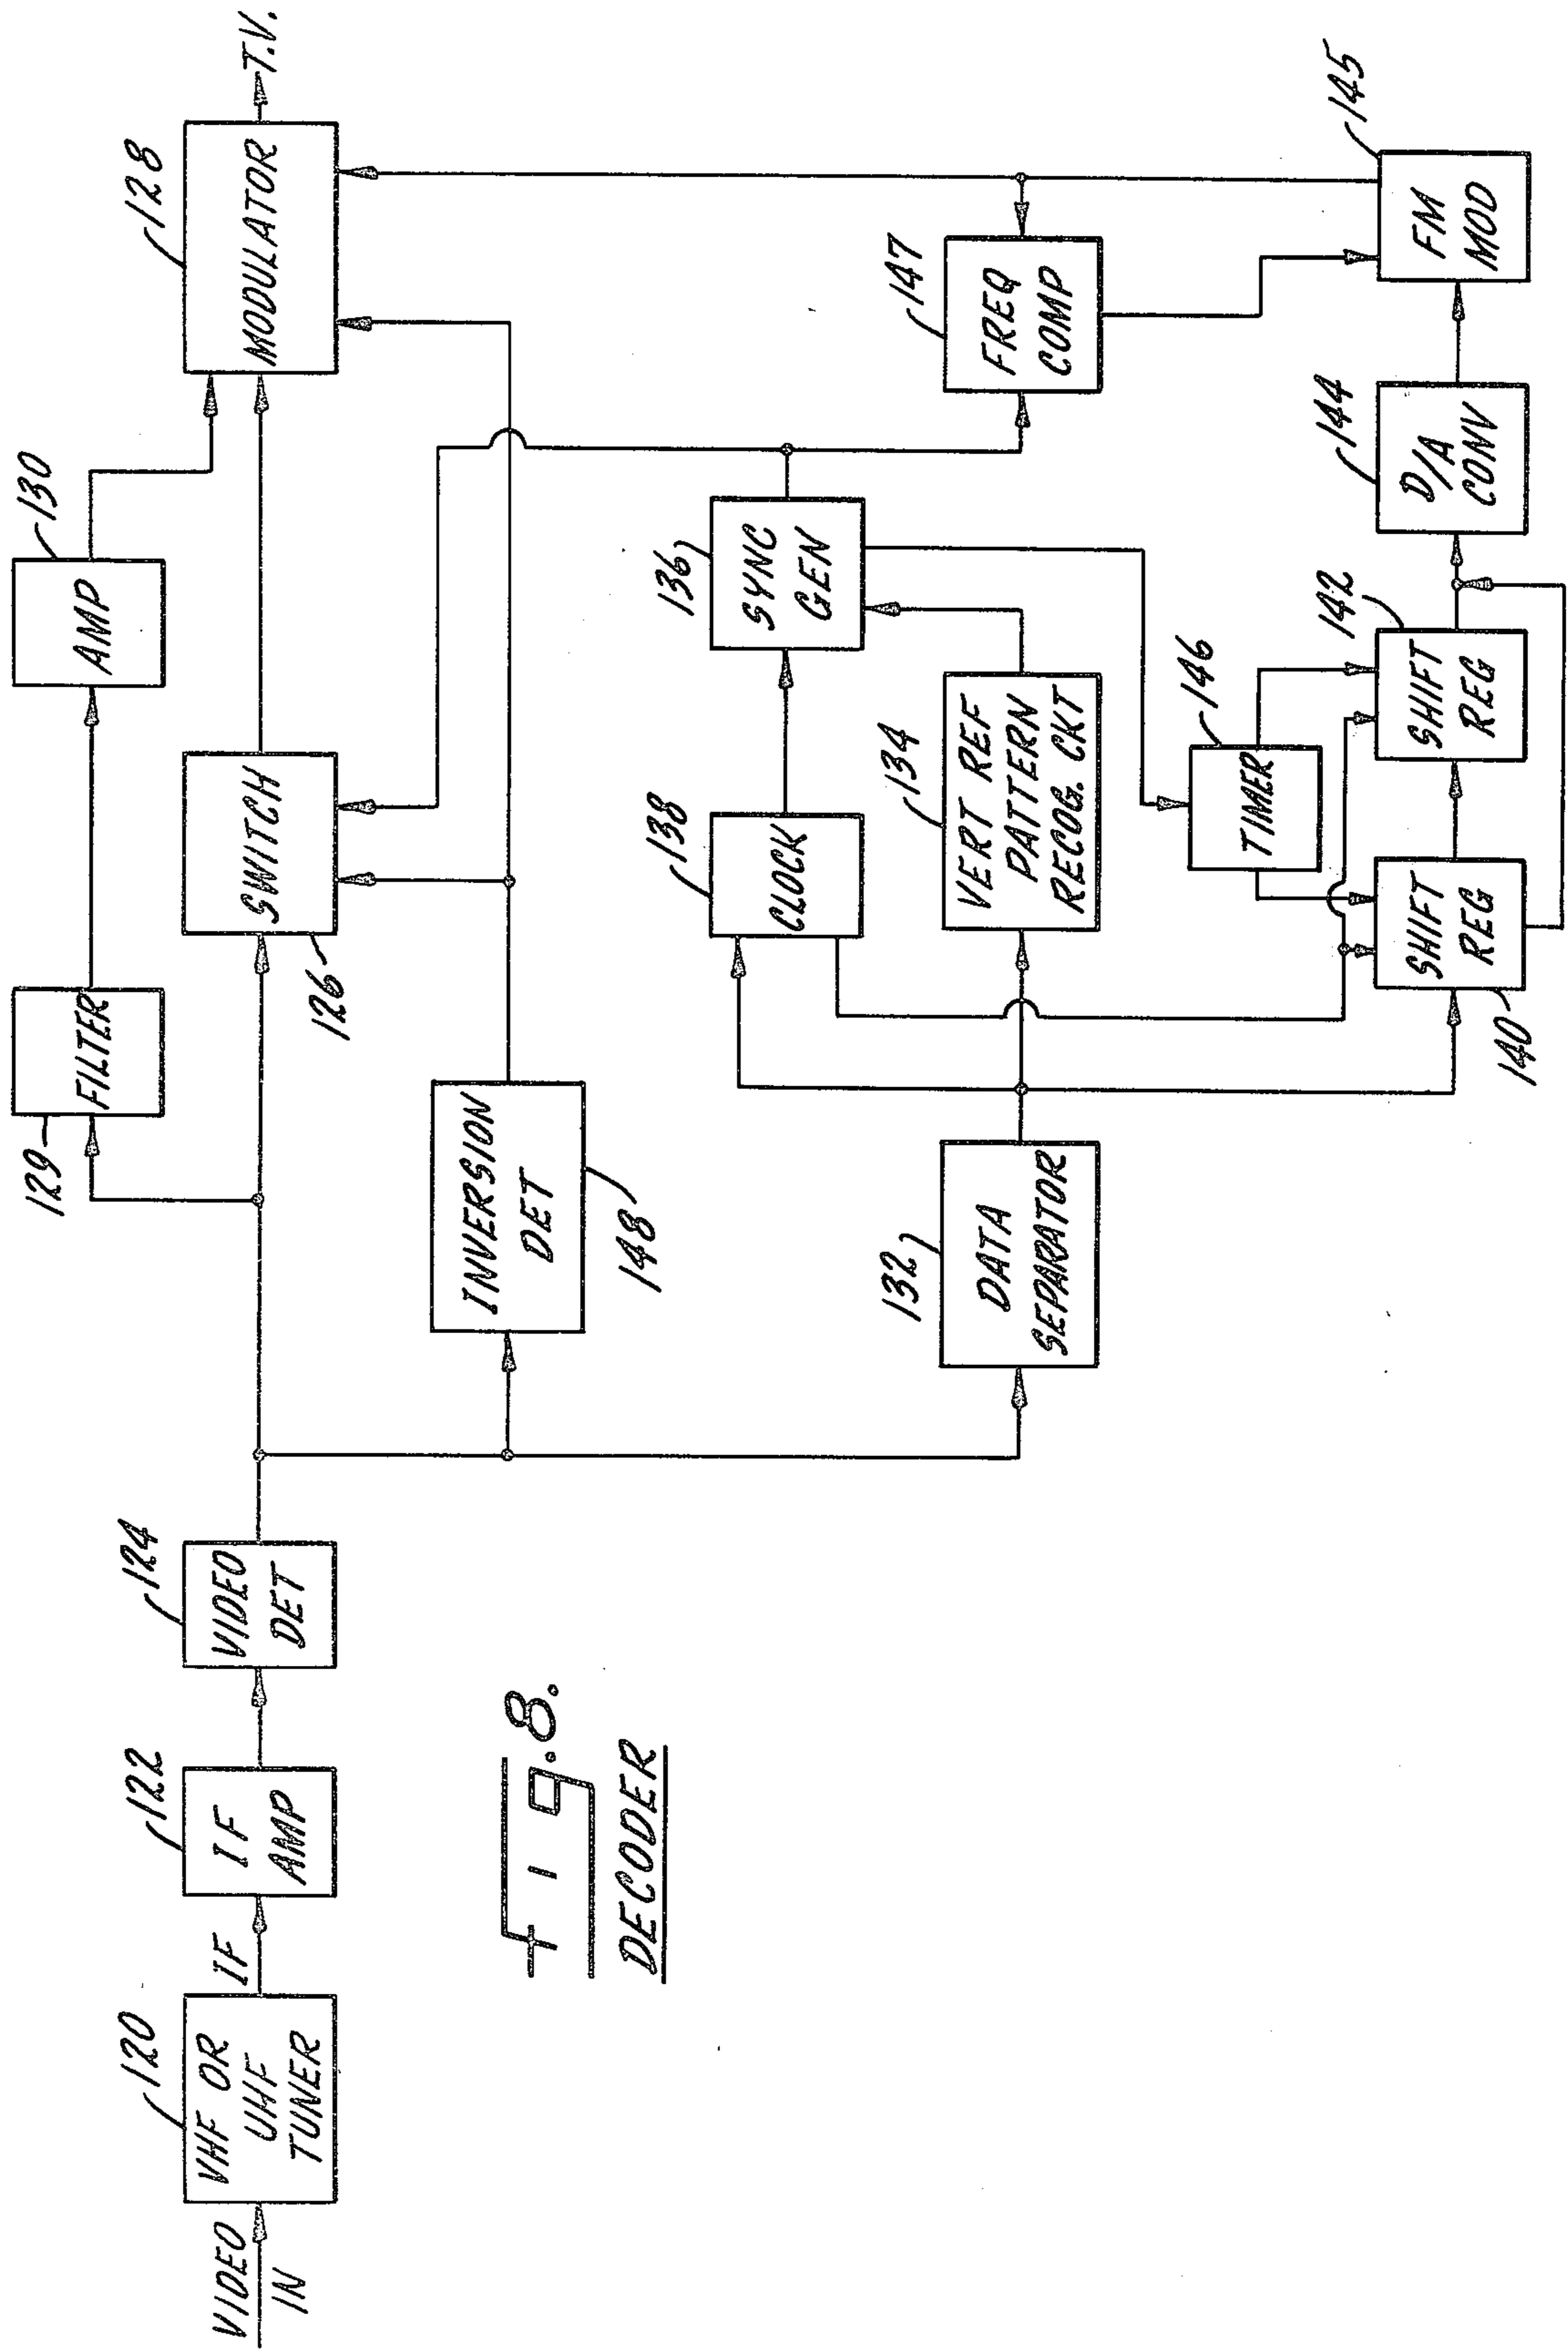 VIDEO
IN
120
VHF OR
UHF
TUNER
IF
122
IF
AMP
124
VIDEO
DET
129
FILTER
130
AMP
126
SWITCH
128
MODULATOR
T.V.
INVERSION
DET
148
132
DATA
SEPARATOR
138
CLOCK
136
SYNC
GEN
134
VERT REF
PATTERN
RECOG. CKT
147
FREQ
COMP
146
TIMER
140
SHIFT
REG
142
SHIFT
REG
144
D/A
CONV
145
FM
MOD
Fig.8.
DECODER